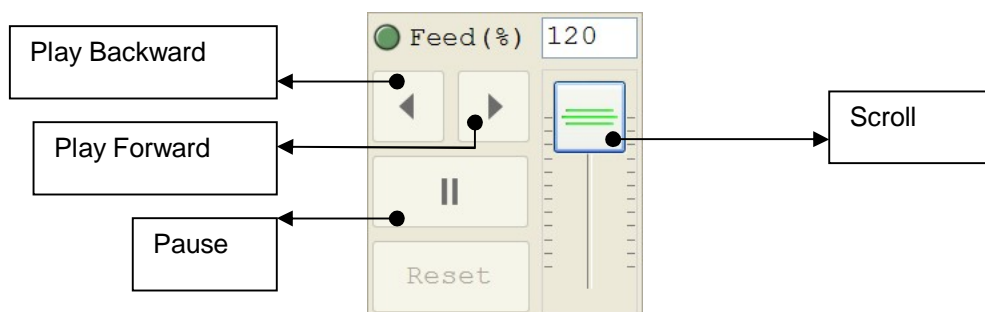 Play Backward
Play Forward
Pause
Feed(%) 120
Reset
Scroll